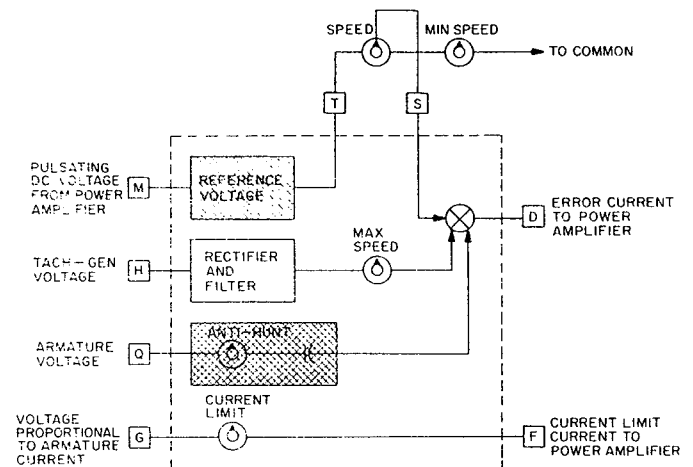 SPEED
MIN SPEED
TO COMMON
T
S
PULSATING
DC VOLTAGE
FROM POWER
AMPLIFIER
M
REFERENCE
VOLTAGE
D
ERROR CURRENT
TO POWER
AMPLIFIER
MAX
SPEED
TACH-GEN
VOLTAGE
H
RECTIFIER
AND
FILTER
ANTI-HUNT
ARMATURE
VOLTAGE
Q
CURRENT
LIMIT
VOLTAGE
PROPORTIONAL
TO ARMATURE
CURRENT
G
F
CURRENT LIMIT
CURRENT TO
POWER AMPLIFIER